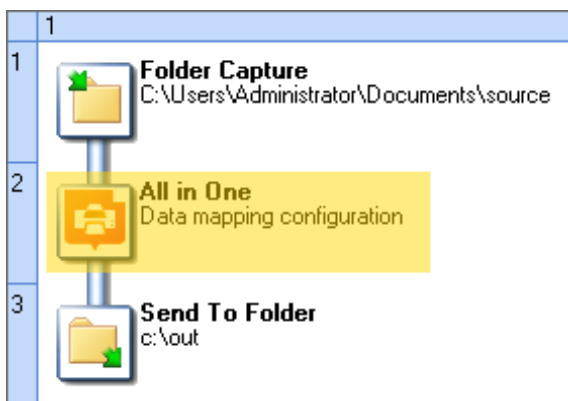 1
1
Folder Capture
C:\Users\Administrator\Documents\source
2
All in One
Data mapping configuration
3
Send To Folder
c:\out